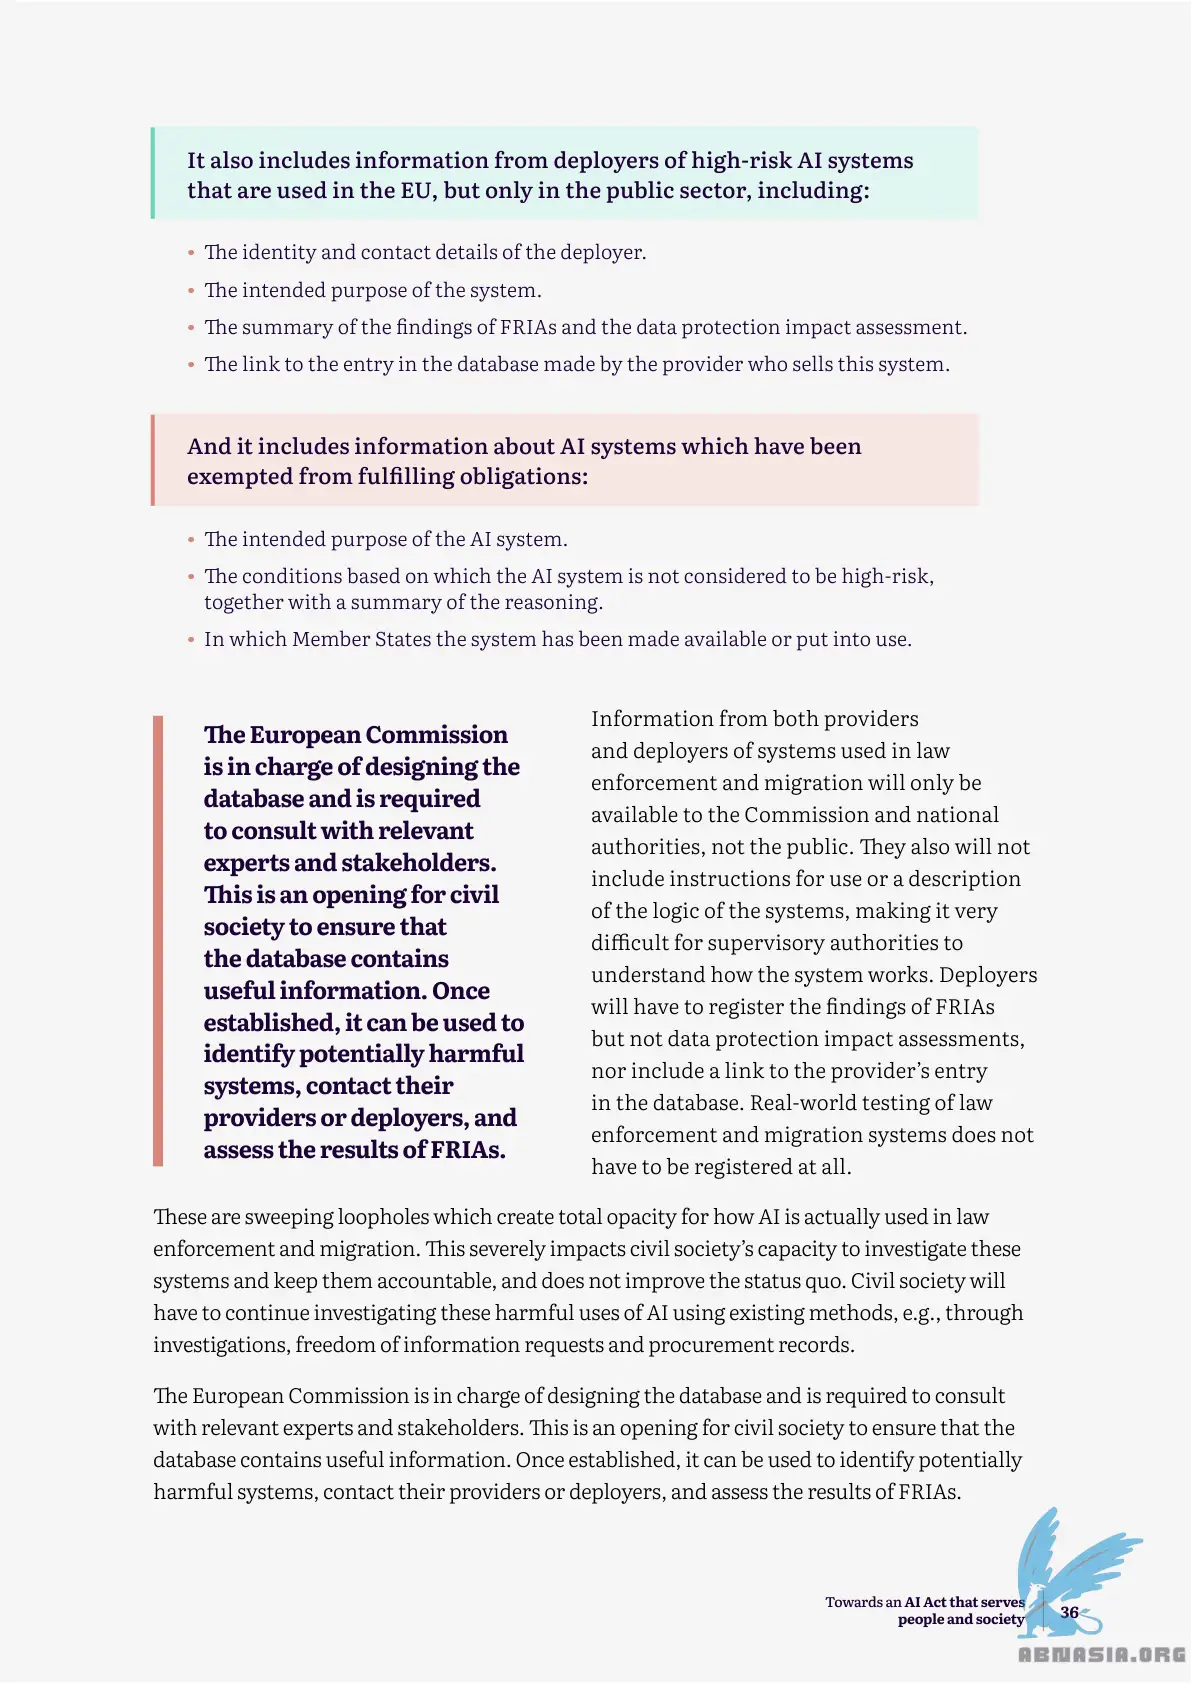 It also includes information from deployers of high-risk AI systems
that are used in the EU, but only in the public sector, including:
• The identity and contact details of the deployer.
• The intended purpose of the system.
• The summary of the findings of FRIAs and the data protection impact assessment.
• The link to the entry in the database made by the provider who sells this system.
And it includes information about AI systems which have been
exempted from fulfilling obligations:
• The intended purpose of the AI system.
• The conditions based on which the AI system is not considered to be high-risk,
together with a summary of the reasoning.
• In which Member States the system has been made available or put into use.
The European Commission
is in charge of designing the
database and is required
to consult with relevant
experts and stakeholders.
This is an opening for civil
society to ensure that
the database contains
useful information. Once
established, it can be used to
identify potentially harmful
systems, contact their
providers or deployers, and
assess the results of FRIAs.
Information from both providers
and deployers of systems used in law
enforcement and migration will only be
available to the Commission and national
authorities, not the public. They also will not
include instructions for use or a description
of the logic of the systems, making it very
difficult for supervisory authorities to
understand how the system works. Deployers
will have to register the findings of FRIAs
but not data protection impact assessments,
nor include a link to the provider’s entry
in the database. Real-world testing of law
enforcement and migration systems does not
have to be registered at all.
These are sweeping loopholes which create total opacity for how AI is actually used in law
enforcement and migration. This severely impacts civil society’s capacity to investigate these
systems and keep them accountable, and does not improve the status quo. Civil society will
have to continue investigating these harmful uses of AI using existing methods, e.g., through
investigations, freedom of information requests and procurement records.
The European Commission is in charge of designing the database and is required to consult
with relevant experts and stakeholders. This is an opening for civil society to ensure that the
database contains useful information. Once established, it can be used to identify potentially
harmful systems, contact their providers or deployers, and assess the results of FRIAs.
Towards an AI Act that serves
people and society
36
ABNASIA.ORG